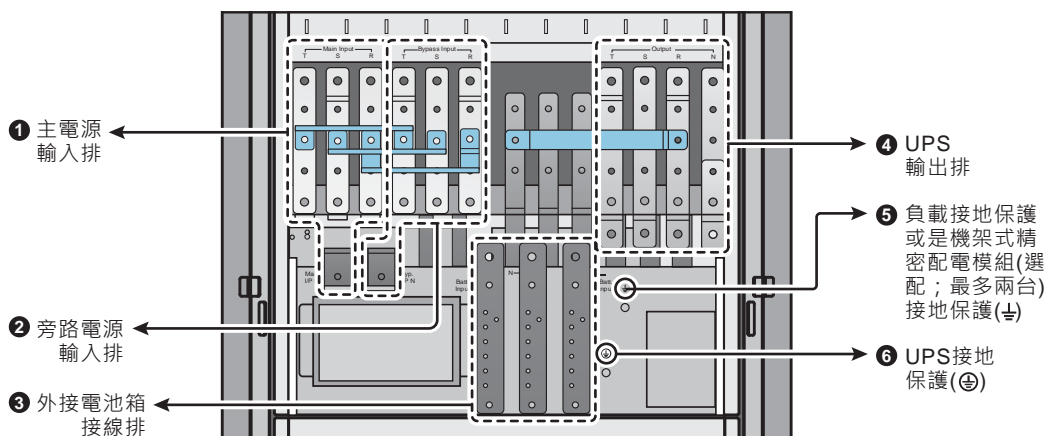 Main Input
Bypass Input
Output
T S R
T S R
T S R N
❶ 主電源
輸入排
❹ UPS
輸出排
❺ 負載接地保護
或是機架式精
密配電模組(選
配；最多兩台)
接地保護(⏚)
N
❷ 旁路電源
輸入排
❻ UPS接地
保護(⏚)
❸ 外接電池箱
接線排